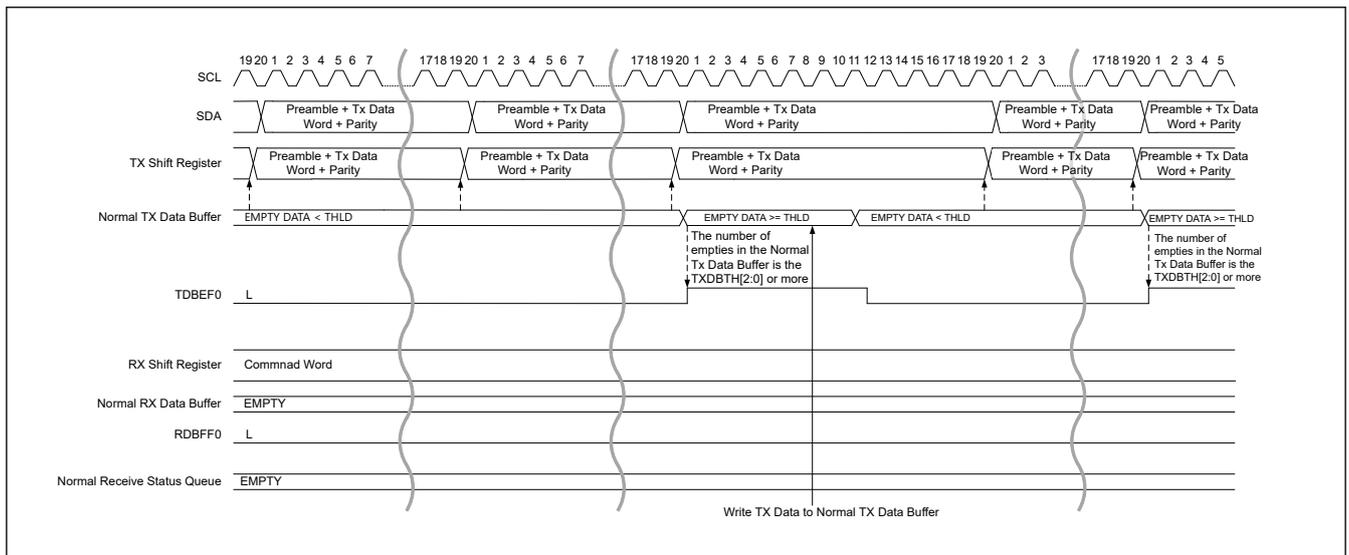 19 20 1 2 3 4 5 6 7 17 18 19 20 1 2 3 4 5 6 7 17 18 19 20 1 2 3 4 5 6 7 8 9 10 11 12 13 14 15 16 17 18 19 20 1 2 3 17 18 19 20 1 2 3 4 5
SCL
SDA
Preamble + Tx Data
Word + Parity
Preamble + Tx Data
Word + Parity
Preamble + Tx Data
Word + Parity
Preamble + Tx Data
Word + Parity
Preamble + Tx Data
Word + Parity
TX Shift Register
Preamble + Tx Data
Word + Parity
Preamble + Tx Data
Word + Parity
Preamble + Tx Data
Word + Parity
Preamble + Tx Data
Word + Parity
Preamble + Tx Data
Word + Parity
Normal TX Data Buffer
EMPTY DATA < THLD
EMPTY DATA >= THLD
EMPTY DATA < THLD
EMPTY DATA >= THLD
The number of
empties in the Normal
Tx Data Buffer is the
TXDBTH[2:0] or more
The number of
empties in the Normal
Tx Data Buffer is the
TXDBTH[2:0] or more
TDBEF0
L
RX Shift Register
Commnad Word
Normal RX Data Buffer
EMPTY
RDBFF0
L
Normal Receive Status Queue
EMPTY
Write TX Data to Normal TX Data Buffer